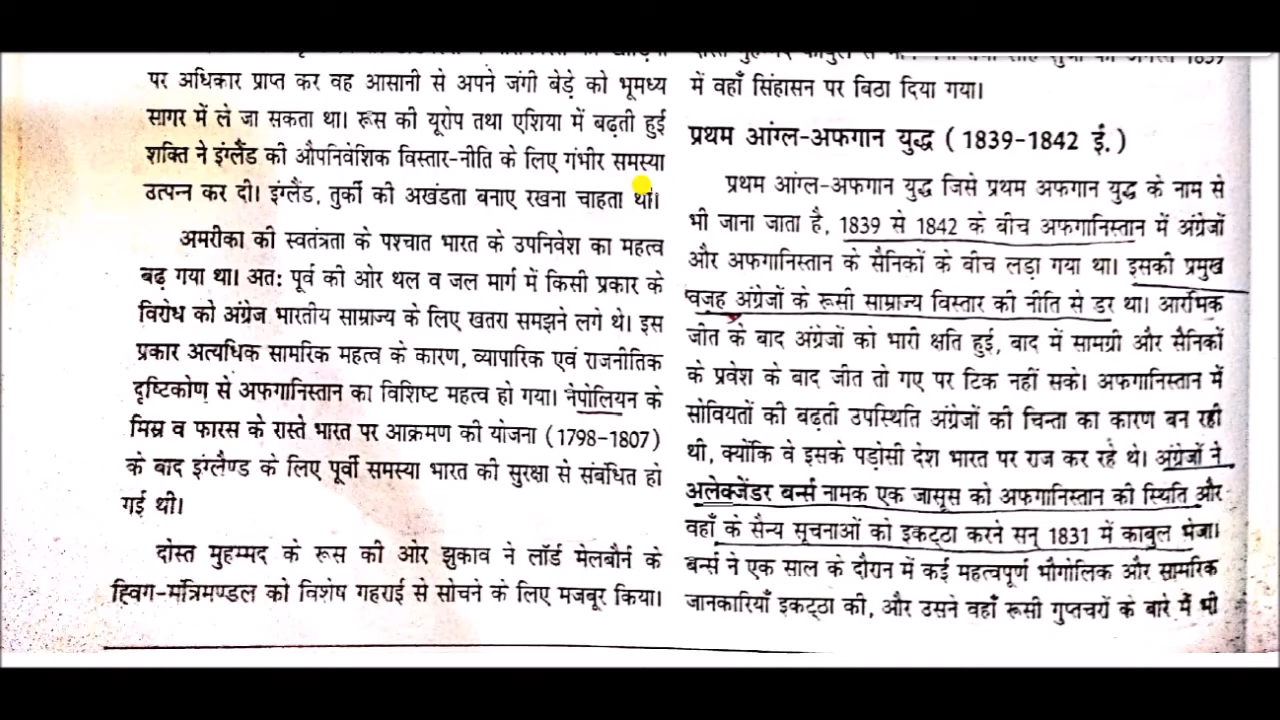 पर अधिकार प्राप्त कर वह आसानी से अपने जंगी बेड़े को भूमध्य
सागर में ले जा सकता था। रूस की यूरोप तथा एशिया में बढ़ती हुई
शक्ति ने इंग्लैंड की औपनिवेशिक विस्तार-नीति के लिए गंभीर समस्या
उत्पन्न कर दी। इंग्लैंड, तुर्की की अखंडता बनाए रखना चाहता था।
अमरीका की स्वतंत्रता के पश्चात भारत के उपनिवेश का महत्व
बढ़ गया था। अतः पूर्व की ओर थल व जल मार्ग में किसी प्रकार के
विरोध को अंग्रेज भारतीय साम्राज्य के लिए खतरा समझने लगे थे। इस
प्रकार अत्यधिक सामरिक महत्व के कारण, व्यापारिक एवं राजनीतिक
दृष्टिकोण से अफगानिस्तान का विशिष्ट महत्व हो गया। नेपोलियन के
मिस्र व फारस के रास्ते भारत पर आक्रमण की योजना (1798-1807)
के बाद इंग्लैण्ड के लिए पूर्वी समस्या भारत की सुरक्षा से संबंधित हो
गई थी।
दोस्त मुहम्मद के रूस की ओर झुकाव ने लॉर्ड मेलबौर्न के
ह्विग-मंत्रिमण्डल को विशेष गहराई से सोचने के लिए मजबूर किया।
में वहाँ सिंहासन पर बिठा दिया गया।
प्रथम आंग्ल-अफगान युद्ध (1839-1842 ई.)
प्रथम आंग्ल-अफगान युद्ध जिसे प्रथम अफगान युद्ध के नाम से
भी जाना जाता है, 1839 से 1842 के बीच अफगानिस्तान में अंग्रेजों
और अफगानिस्तान के सैनिकों के बीच लड़ा गया था। इसकी प्रमुख
वजह अंग्रेजों के रूसी साम्राज्य विस्तार की नीति से डर था। आरंभिक
जीत के बाद अंग्रेजों को भारी क्षति हुई, बाद में सामग्री और सैनिकों
के प्रवेश के बाद जीत तो गए पर टिक नहीं सके। अफगानिस्तान में
सोवियतों की बढ़ती उपस्थिति अंग्रेजों की चिन्ता का कारण बन रही
थी, क्योंकि वे इसके पड़ोसी देश भारत पर राज कर रहे थे। अंग्रेजों ने
अलेक्जेंडर बर्न्स नामक एक जासूस को अफगानिस्तान की स्थिति और
वहाँ के सैन्य सूचनाओं को इकट्ठा करने सन् 1831 में काबुल भेजा।
बर्न्स ने एक साल के दौरान में कई महत्वपूर्ण भौगोलिक और सामरिक
जानकारियाँ इकट्ठा की, और उसने वहाँ रूसी गुप्तचरों के बारे में भी